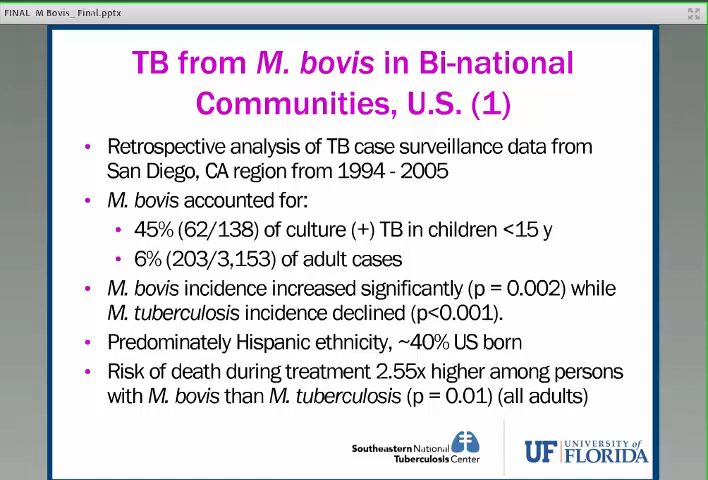 FINAL M Bovis_ Final.pptx
TB from M. bovis in Bi-national
Communities, U.S. (1)
• Retrospective analysis of TB case surveillance data from
San Diego, CA region from 1994 - 2005
• M. bovis accounted for:
• 45% (62/138) of culture (+) TB in children <15 y
• 6% (203/3,153) of adult cases
• M. bovis incidence increased significantly (p = 0.002) while
M. tuberculosis incidence declined (p<0.001).
• Predominately Hispanic ethnicity, ~40% US born
• Risk of death during treatment 2.55x higher among persons
with M. bovis than M. tuberculosis (p = 0.01) (all adults)
Southeastern National
Tuberculosis Center
UF UNIVERSITY of
FLORIDA